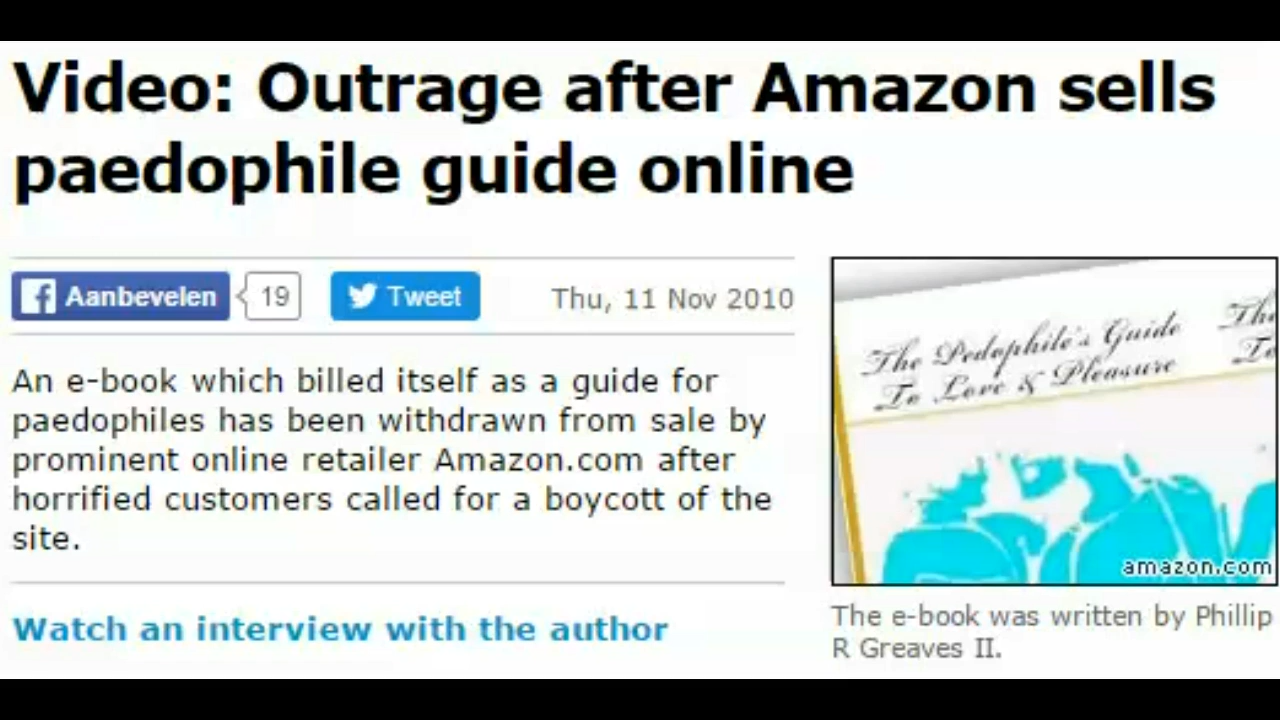 Video: Outrage after Amazon sells
paedophile guide online
Aanbevelen
19
Tweet
Thu, 11 Nov 2010
An e-book which billed itself as a guide for
paedophiles has been withdrawn from sale by
prominent online retailer Amazon.com after
horrified customers called for a boycott of the
site.
Watch an interview with the author
The Pedophile's Guide
To Love & Pleasure
The
To
amazon.com
The e-book was written by Phillip
R Greaves II.